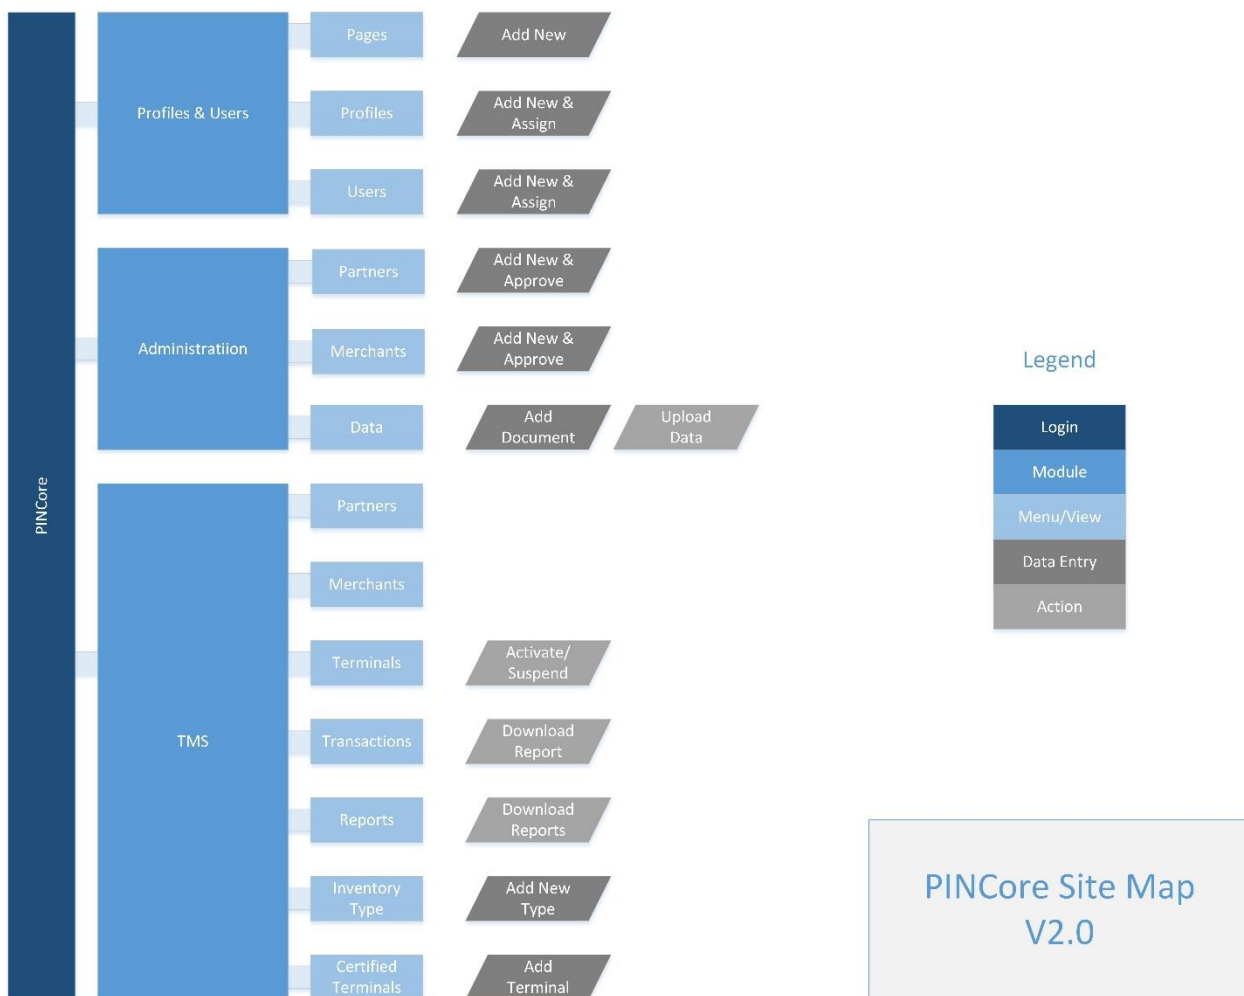 PINCore
Profiles & Users
Pages
Add New
Profiles
Add New &
Assign
Users
Add New &
Assign
Administratiion
Partners
Add New &
Approve
Merchants
Add New &
Approve
Data
Add
Document
Upload
Data
TMS
Partners
Merchants
Terminals
Activate/
Suspend
Transactions
Download
Report
Reports
Download
Reports
Inventory
Type
Add New
Type
Certified
Terminals
Add
Terminal
Legend
Login
Module
Menu/View
Data Entry
Action
PINCore Site Map
V2.0